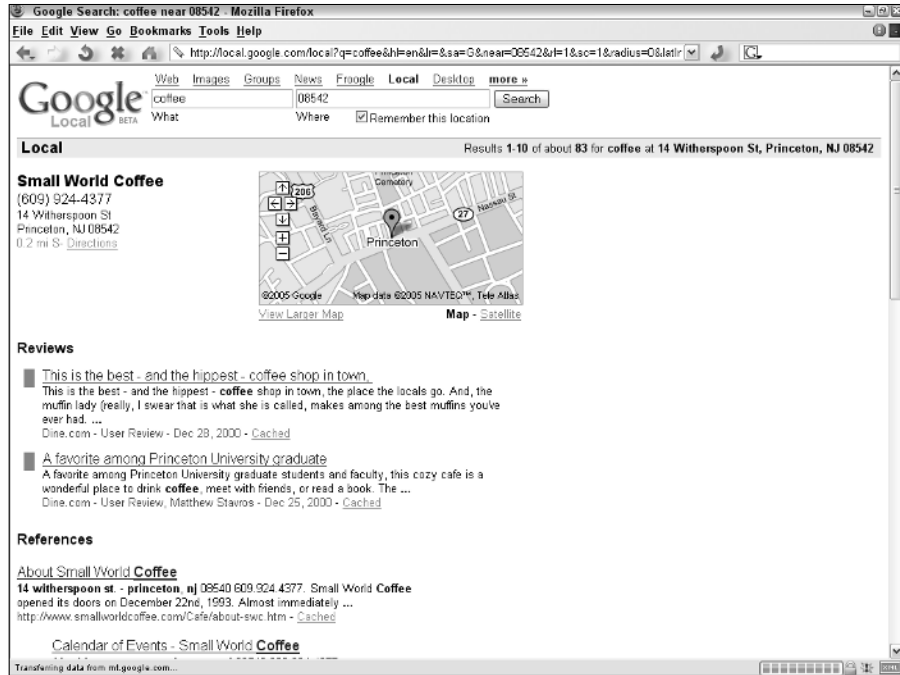 Google Search: coffee near 08542 - Mozilla Firefox
File Edit View Go Bookmarks Tools Help
http://local.google.com/local?q=coffee&hl=en&lr=&sa=G&near=08542&rl=1&sc=1&radius=0&latlr
G
Web Images Groups News Froogle Local Desktop more »
Google Local BETA
coffee 08542 Search
What Where Remember this location
Local Results 1-10 of about 83 for coffee at 14 Witherspoon St, Princeton, NJ 08542
Small World Coffee
(609) 924-4377
14 Witherspoon St
Princeton, NJ 08542
0.2 mi S- Directions
Cemetery
206
Bayard Ln
27
Nassau St
Princeton
©2005 Google Map data ©2005 NAVTEQ™, Tele Atlas
View Larger Map Map - Satellite
Reviews
This is the best - and the hippest - coffee shop in town,
This is the best - and the hippest - coffee shop in town, the place the locals go. And, the
muffin lady (really, I swear that is what she is called, makes among the best muffins you've
ever had. ...
Dine.com - User Review - Dec 28, 2000 - Cached
A favorite among Princeton University graduate
A favorite among Princeton University graduate students and faculty, this cozy cafe is a
wonderful place to drink coffee, meet with friends, or read a book. The ...
Dine.com - User Review, Matthew Stavros - Dec 25, 2000 - Cached
References
About Small World Coffee
14 witherspoon st. - princeton, nj 08540 609.924.4377. Small World Coffee
opened its doors on December 22nd, 1993. Almost immediately ...
http://www.smallworldcoffee.com/Cafe/about-swc.htm - Cached
Calendar of Events - Small World Coffee
Transferring data from mt.google.com...